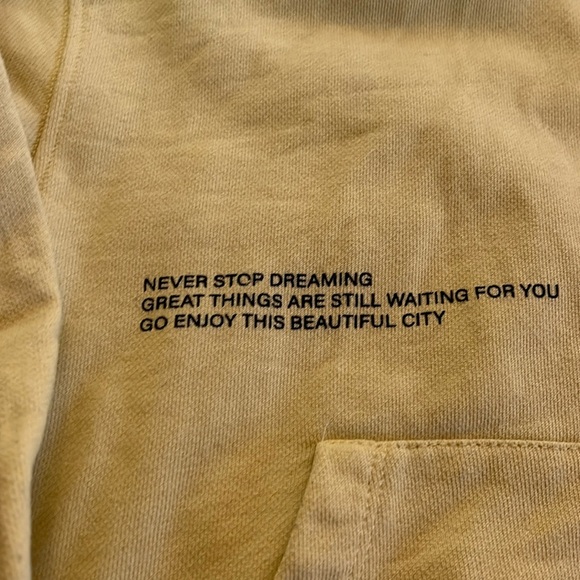 NEVER STOP DREAMING
GREAT THINGS ARE STILL WAITING FOR YOU
GO ENJOY THIS BEAUTIFUL CITY